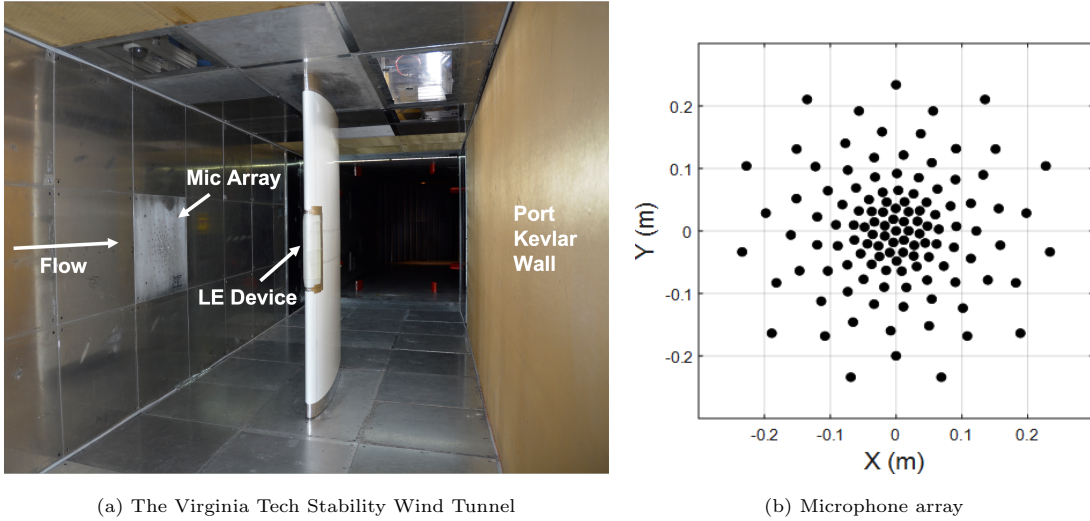 Mic Array
Flow
LE Device
Port
Kevlar
Wall
(a) The Virginia Tech Stability Wind Tunnel
0.2
0.1
0
-0.1
-0.2
Y (m)
-0.2
-0.1
0
0.1
0.2
X (m)
(b) Microphone array